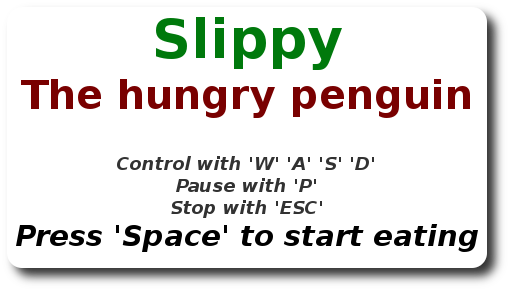 Slippy
The hungry penguin
Control with 'W' 'A' 'S' 'D'
Pause with 'P'
Stop with 'ESC'
Press 'Space' to start eating